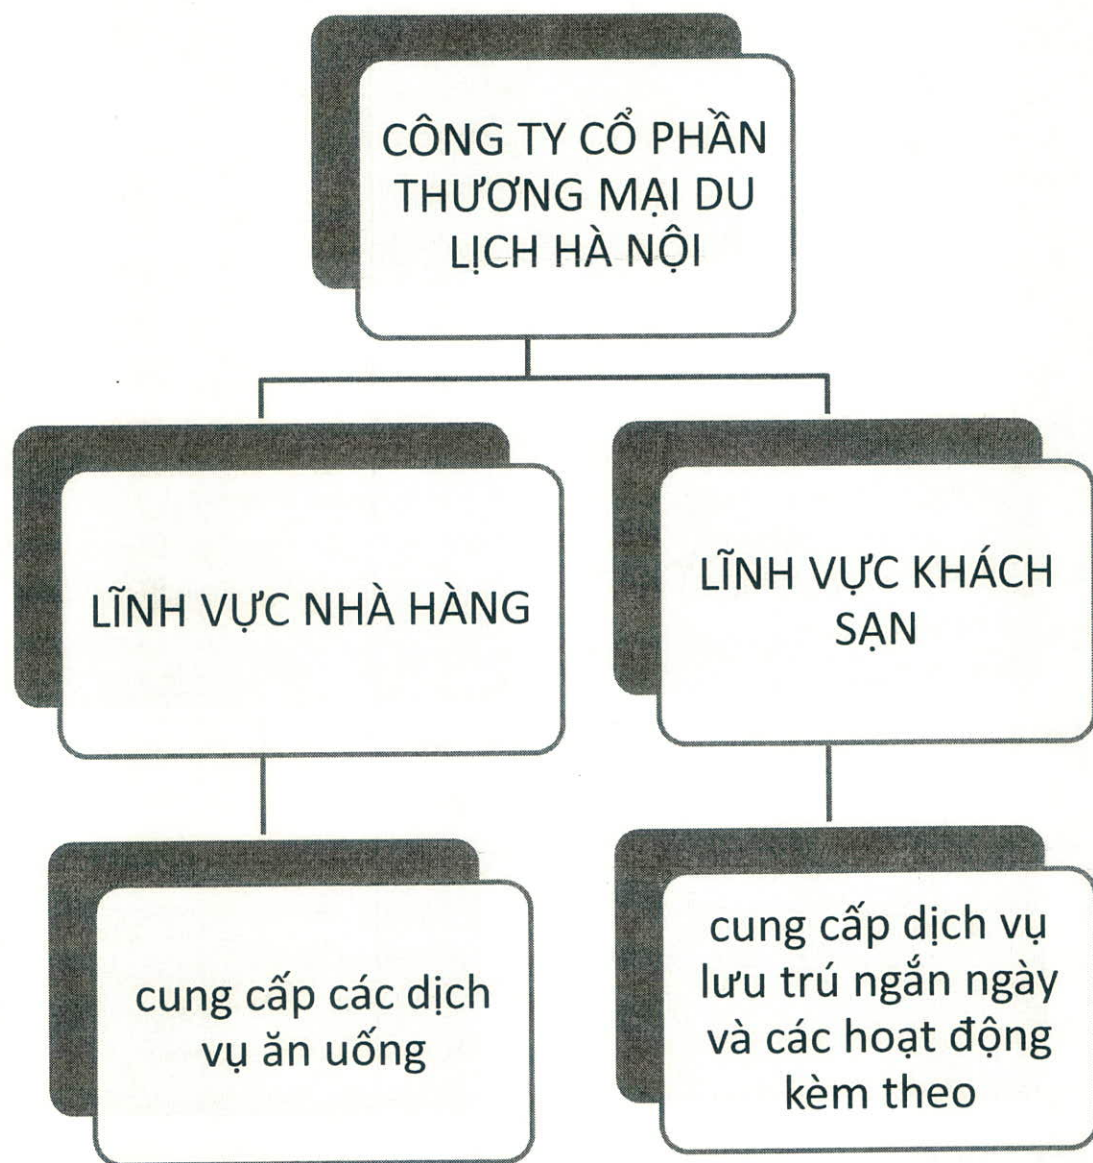 CÔNG TY CỔ PHẦN
THƯƠNG MẠI DU
LỊCH HÀ NỘI
LĨNH VỰC NHÀ HÀNG
LĨNH VỰC KHÁCH
SẠN
cung cấp các dịch
vụ ăn uống
cung cấp dịch vụ
lưu trú ngắn ngày
và các hoạt động
kèm theo